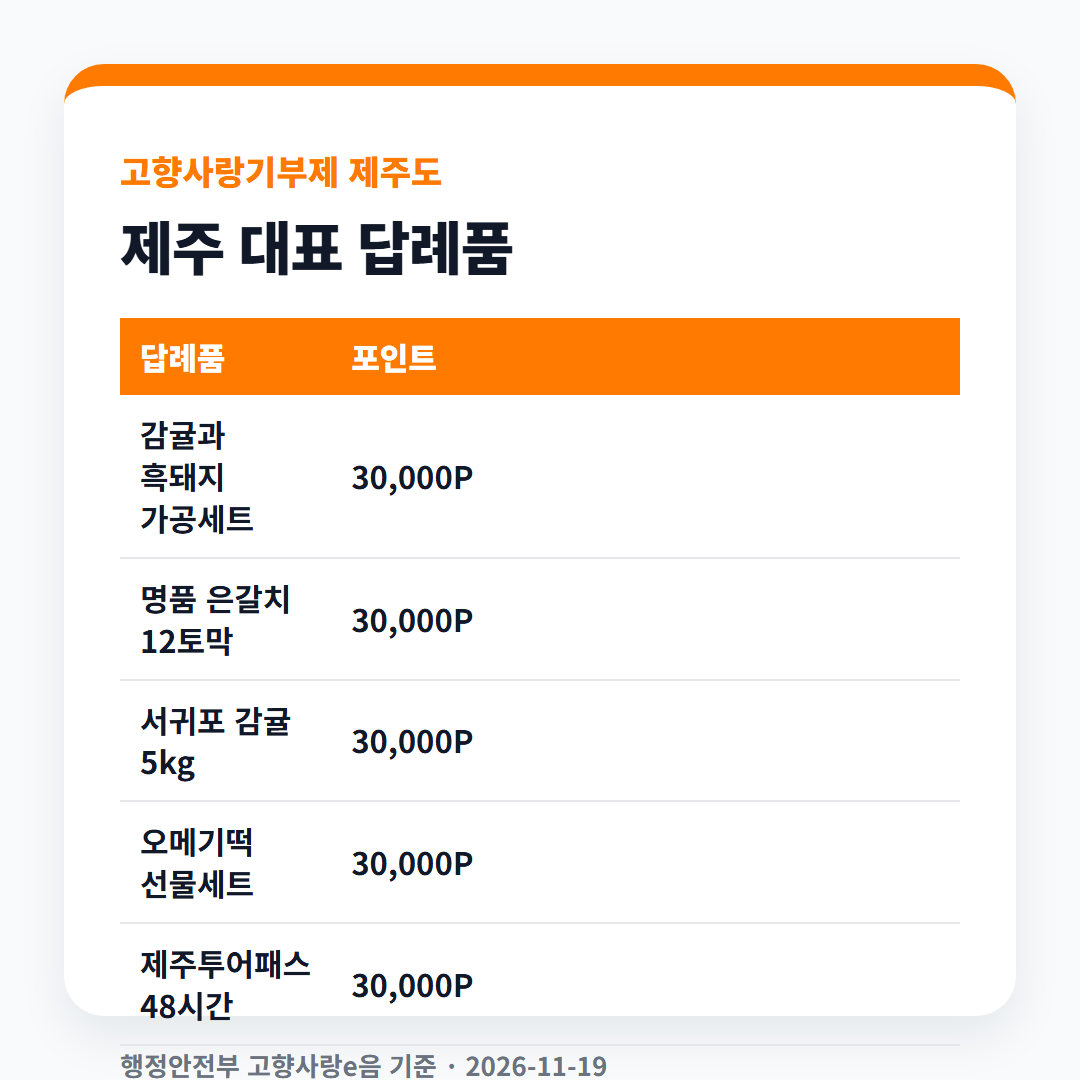 고향사랑기부제 제주도
제주 대표 답례품
답례품 포인트
감귤과
흑돼지
가공세트
30,000P
명품 은갈치
12토막
30,000P
서귀포 감귤
5kg
30,000P
오메기떡
선물세트
30,000P
제주투어패스
48시간
30,000P
행정안전부 고향사랑e음 기준 · 2026-11-19